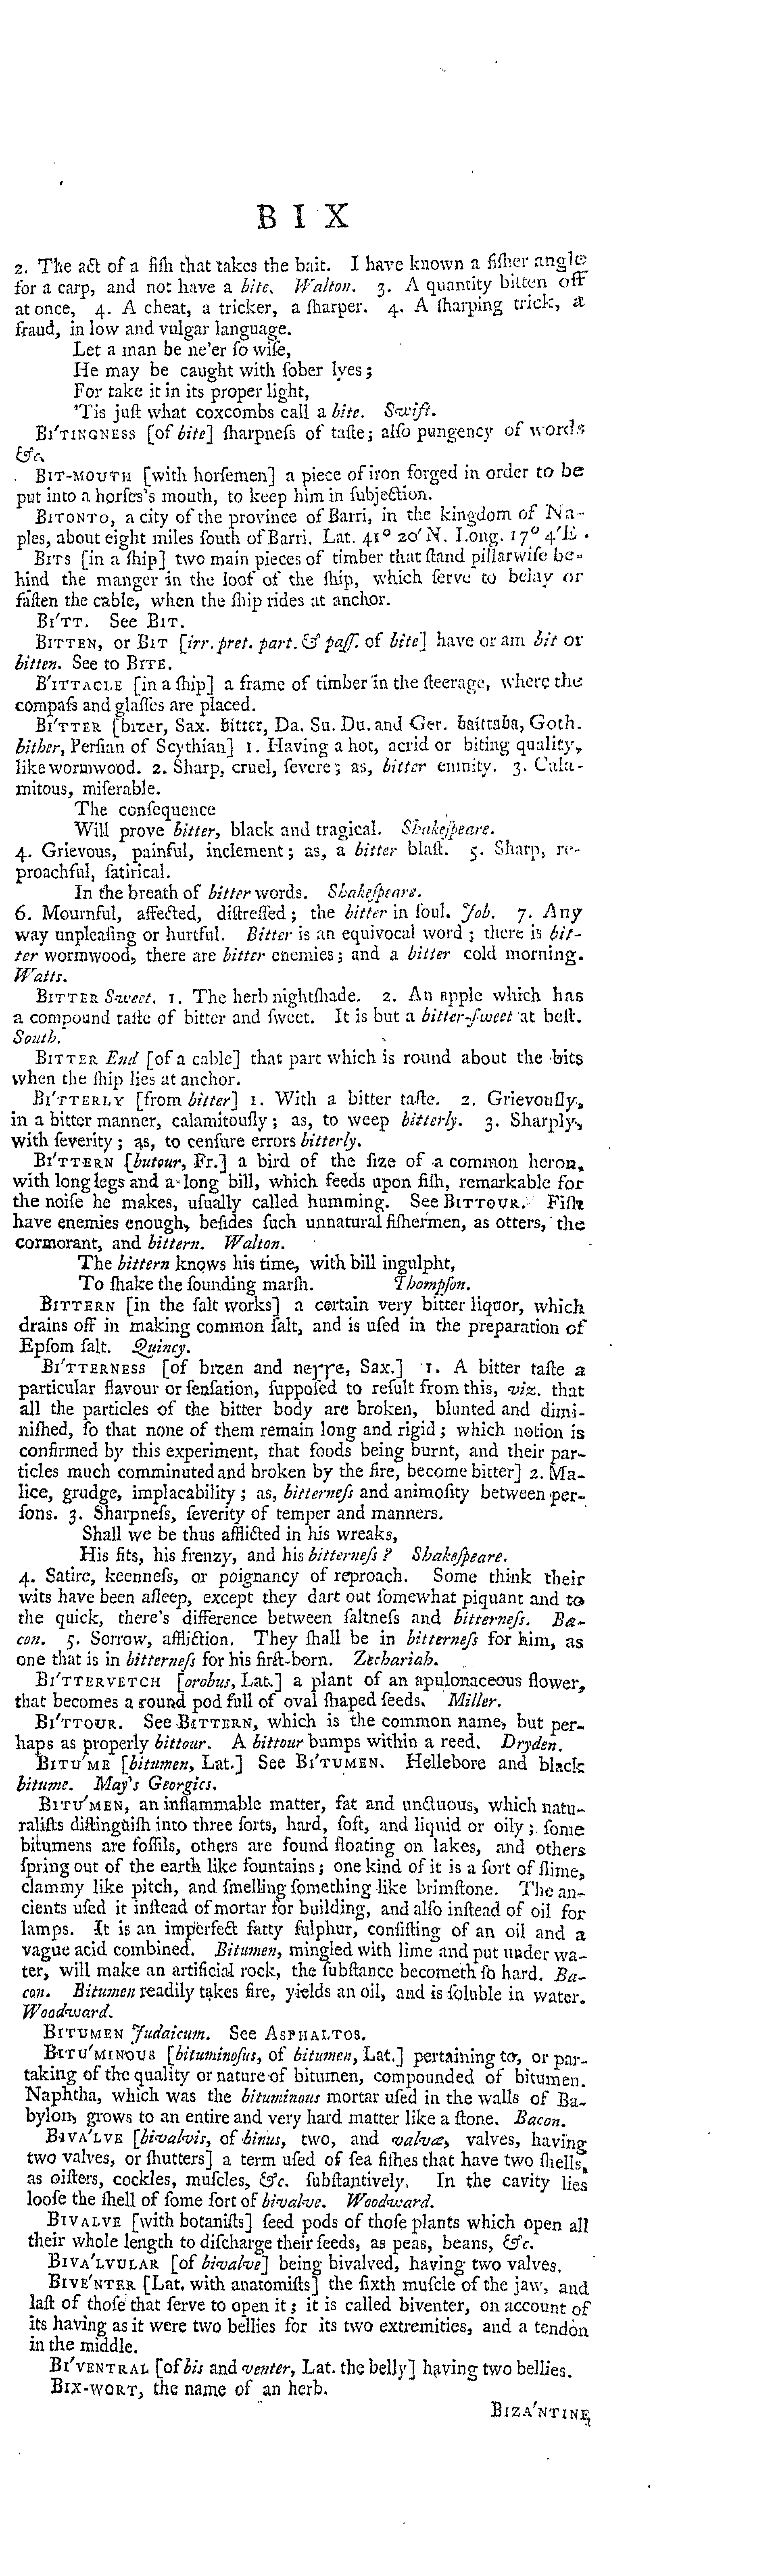 B I X
2. The act of a fiſh that takes the bait. I have known a fiſher angle
for a carp, and not have a bite. Walton. 3. A quantity bitten off
at once, 4. A cheat, a tricker, a ſharper. 4. A ſharping trick, a
fraud, in low and vulgar language.
Let a man be ne'er ſo wiſe,
He may be caught with ſober lyes;
For take it in its proper light,
'Tis juſt what coxcombs call a bite. Swift.
BI'TINGNESS [of bite] ſharpneſs of taſte; alſo pungency of words
&c.
BIT-MOUTH [with horſemen] a piece of iron forged in order to be
put into a horſes's mouth, to keep him in ſubjection.
BITONTO, a city of the province of Barri, in the kingdom of Na-
ples, about eight miles ſouth of Barri. Lat. 41° 20' N. Long. 17° 4' E.
BITS [in a ſhip] two main pieces of timber that ſtand pillarwiſe be-
hind the manger in the loof of the ſhip, which ſerve to belay or
faſten the cable, when the ſhip rides at anchor.
BI'TT. See BIT.
BITTEN, or BIT [irr. pret. part. & paſſ. of bite] have or am bit or
bitten. See to BITE.
B'ITTACLE [in a ſhip] a frame of timber in the ſteerage, where the
compaſs and glaſſes are placed.
BI'TTER [bıꞇeꞃ, Sax. bitter, Da. Su. Du. and Ger. baittaba, Goth.
bither, Perſian of Scythian] 1. Having a hot, acrid or biting quality,
like wormwood. 2. Sharp, cruel, ſevere; as, bitter enmity. 3. Cala-
mitous, miſerable.
The conſequence
Will prove bitter, black and tragical. Shakeſpeare.
4. Grievous, painful, inclement; as, a bitter blaſt. 5. Sharp, re-
proachful, ſatirical.
In the breath of bitter words. Shakeſpeare.
6. Mournful, affected, diſtreſſed; the bitter in ſoul. Job. 7. Any
way unpleaſing or hurtful. Bitter is an equivocal word; there is bit-
ter wormwood, there are bitter enemies; and a bitter cold morning.
Watts.
BITTER Sweet. 1. The herb nightſhade. 2. An apple which has
a compound taſte of bitter and ſweet. It is but a bitter-ſweet at beſt.
South.
BITTER End [of a cable] that part which is round about the bits
when the ſhip lies at anchor.
BI'TTERLY [from bitter] 1. With a bitter taſte. 2. Grievouſly,
in a bitter manner, calamitouſly; as, to weep bitterly. 3. Sharply,
with ſeverity; as, to cenſure errors bitterly.
BI'TTERN [butour, Fr.] a bird of the ſize of a common heron,
with long legs and a long bill, which feeds upon fiſh, remarkable for
the noiſe he makes, uſually called humming. See BITTOUR. Fiſh
have enemies enough, beſides ſuch unnatural fiſhermen, as otters, the
cormorant, and bittern. Walton.
The bittern knows his time, with bill ingulpht,
To ſhake the ſounding marſh. Thompſon.
BITTERN [in the ſalt works] a certain very bitter liquor, which
drains off in making common ſalt, and is uſed in the preparation of
Epſom ſalt. Quincy.
BI'TTERNESS [of bıꞇen and neꞅꞅe, Sax.] 1. A bitter taſte a
particular flavour or ſenſation, ſuppoſed to reſult from this, viz. that
all the particles of the bitter body are broken, blunted and dimi-
niſhed, ſo that none of them remain long and rigid; which notion is
confirmed by this experiment, that foods being burnt, and their par-
ticles much comminuted and broken by the fire, become bitter] 2. Ma-
lice, grudge, implacability; as, bitterneſs and animoſity between per-
ſons. 3. Sharpneſs, ſeverity of temper and manners.
Shall we be thus afflicted in his wreaks,
His fits, his frenzy, and his bitterneſs? Shakeſpeare.
4. Satire, keenneſs, or poignancy of reproach. Some think their
wits have been aſleep, except they dart out ſomewhat piquant and to
the quick, there's difference between ſaltneſs and bitterneſs. Ba-
con. 5. Sorrow, affliction. They ſhall be in bitterneſs for him, as
one that is in bitterneſs for his firſt-born. Zechariah.
BI'TTERVETCH [orobus, Lat.] a plant of an apulonaceous flower,
that becomes a round pod full of oval ſhaped ſeeds. Miller.
BI'TTOUR. See BITTERN, which is the common name, but per-
haps as properly bittour. A bittour bumps within a reed. Dryden.
BITU'ME [bitumen, Lat.] See BI'TUMEN. Hellebore and black
bitume. May's Georgics.
BITU'MEN, an inflammable matter, fat and unctuous, which natu-
raliſts diſtinguiſh into three ſorts, hard, ſoft, and liquid or oily; ſome
bitumens are foſſils, others are found floating on lakes, and others
ſpring out of the earth like fountains; one kind of it is a ſort of ſlime,
clammy like pitch, and ſmelling ſomething like brimſtone. The an-
cients uſed it inſtead of mortar for building, and alſo inſtead of oil for
lamps. It is an imperfect fatty ſulphur, conſiſting of an oil and a
vague acid combined. Bitumen, mingled with lime and put under wa-
ter, will make an artificial rock, the ſubſtance becometh ſo hard. Ba-
con. Bitumen readily takes fire, yields an oil, and is ſoluble in water.
Woodward.
BITUMEN Judaicum. See ASPHALTOS.
BITU'MINOUS [bituminoſus, of bitumen, Lat.] pertaining to, or par-
taking of the quality or nature of bitumen, compounded of bitumen.
Naphtha, which was the bituminous mortar uſed in the walls of Ba-
bylon, grows to an entire and very hard matter like a ſtone. Bacon.
BIVA'LVE [bivalvis, of binus, two, and valvæ, valves, having
two valves, or ſhutters] a term uſed of ſea fiſhes that have two ſhells,
as oiſters, cockles, muſcles, &c. ſubſtantively. In the cavity lies
looſe the ſhell of ſome ſort of bivalve. Woodward.
BIVALVE [with botaniſts] ſeed pods of thoſe plants which open all
their whole length to diſcharge their ſeeds, as peas, beans, &c.
BIVA'LVULAR [of bivalve] being bivalved, having two valves.
BIVE'NTER [Lat. with anatomiſts] the ſixth muſcle of the jaw, and
laſt of thoſe that ſerve to open it; it is called biventer, on account of
its having as it were two bellies for its two extremities, and a tendon
in the middle.
BI'VENTRAL [of bis and venter, Lat. the belly] having two bellies.
BIX-WORT, the name of an herb.
BIZA'NTINE